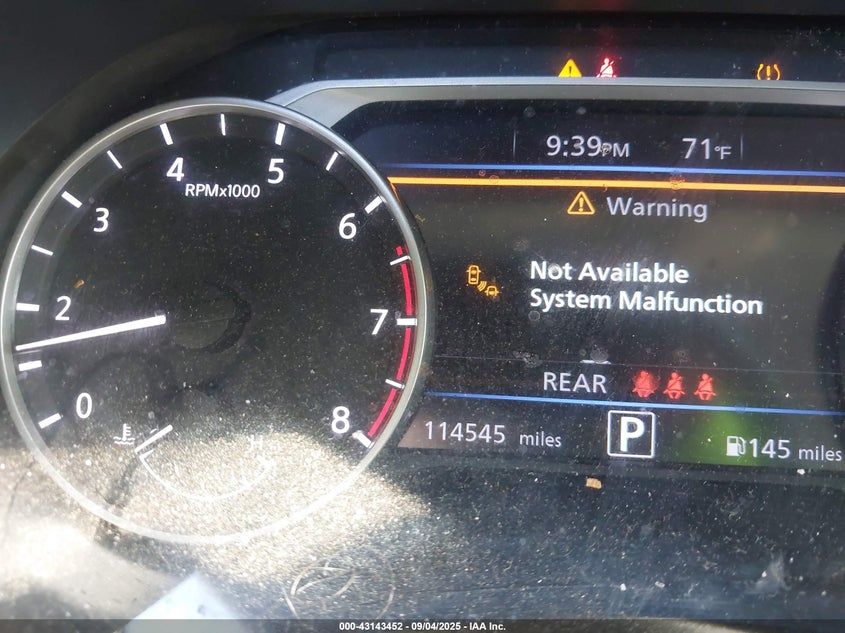 9:39PM 71°F
Warning
Not Available
System Malfunction
REAR
114545 miles P 145 miles
0 2 3 4 5 6 7 8
RPMx1000
H
000-43143452 - 09/04/2025 - IAA Inc.